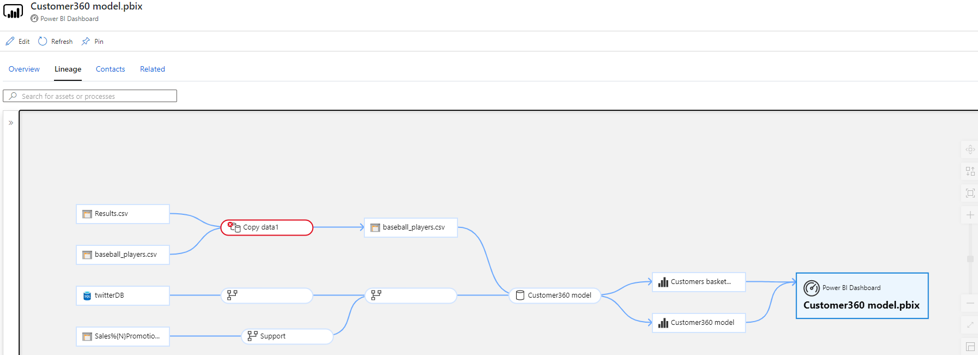 Customer360 model.pbix
Power BI Dashboard
Edit Refresh Pin
Overview Lineage Contacts Related
Search for assets or processes
»
Results.csv
Copy data1
baseball_players.csv
baseball_players.csv
twitterDB
Customer360 model
Customers basket...
Power BI Dashboard
Customer360 model.pbix
Customer360 model
Sales%(N)Promotio...
Support